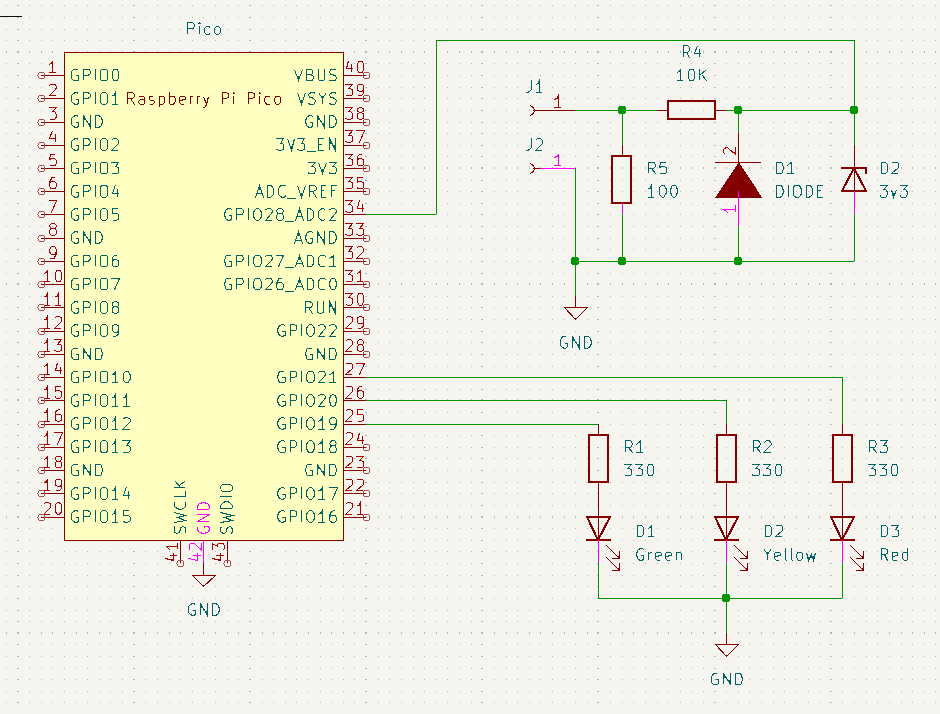 Pico
Raspberry Pi Pico
1 GPIO0
2 GPIO1
3 GND
4 GPIO2
5 GPIO3
6 GPIO4
7 GPIO5
8 GND
9 GPIO6
10 GPIO7
11 GPIO8
12 GPIO9
13 GND
14 GPIO10
15 GPIO11
16 GPIO12
17 GPIO13
18 GND
19 GPIO14
20 GPIO15
VBUS 40
VSYS 39
GND 38
3V3_EN 37
3V3 36
ADC_VREF 35
GPIO28_ADC2 34
AGND 33
GPIO27_ADC1 32
GPIO26_ADC0 31
RUN 30
GPIO22 29
GND 28
GPIO21 27
GPIO20 26
GPIO19 25
GPIO18 24
GND 23
GPIO17 22
GPIO16 21
SWCLK 41
GND 42
SWDIO 43
GND
R4
10K
J1
1
J2
1
R5
100
2
D1
DIODE
1
D2
3v3
GND
R1
330
R2
330
R3
330
D1
Green
D2
Yellow
D3
Red
GND